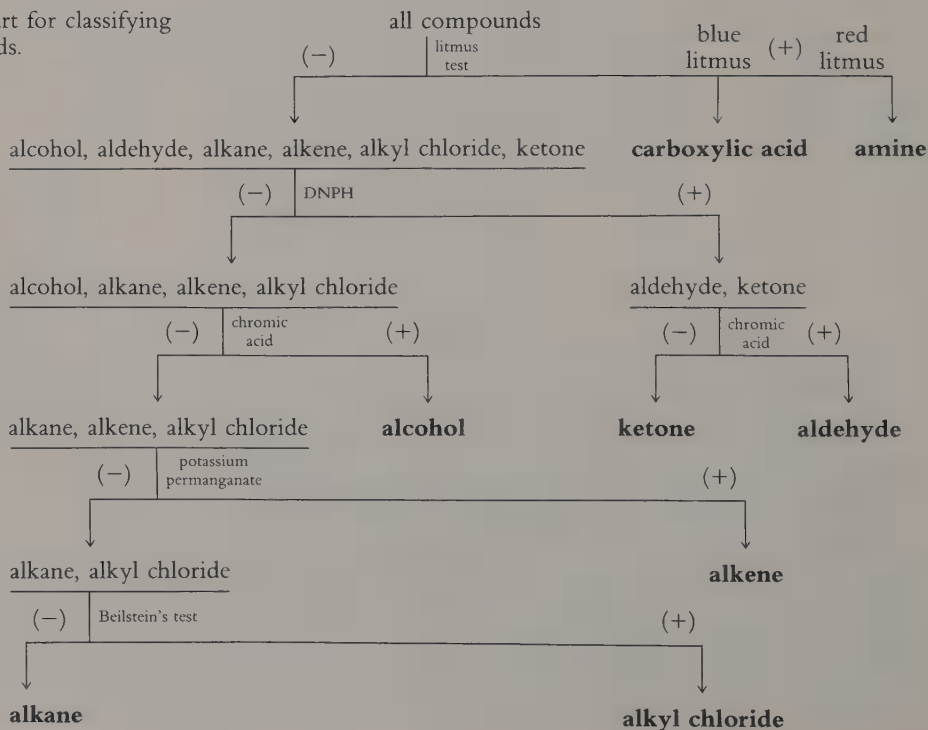 for classifying
all compounds
litmus
test
(−)
blue
litmus
(+)
red
litmus
alcohol, aldehyde, alkane, alkene, alkyl chloride, ketone
carboxylic acid
amine
(−)
DNPH
(+)
alcohol, alkane, alkene, alkyl chloride
aldehyde, ketone
(−)
chromic
acid
(+)
(−)
chromic
acid
(+)
alkane, alkene, alkyl chloride
alcohol
ketone
aldehyde
(−)
potassium
permanganate
(+)
alkane, alkyl chloride
alkene
(−)
Beilstein's test
(+)
alkane
alkyl chloride